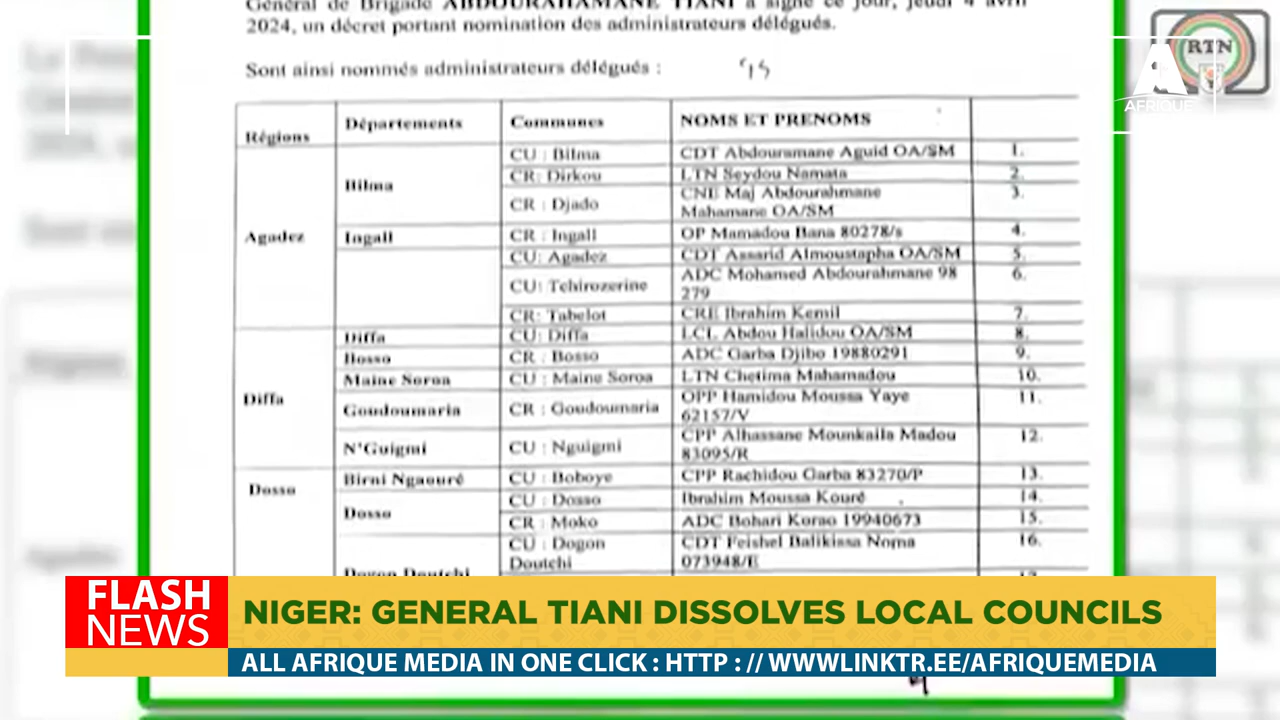 Général de Brigade ABDOURAHAMANE TIANI a signé ce jour, jeudi 4 avril
2024, un décret portant nomination des administrateurs délégués.
Sont ainsi nommés administrateurs délégués :
RTN
AFRIQUE
Régions Départements Communes NOMS ET PRENOMS
Agadez Bilma CU : Bilma CDT Abdouramane Aguid OA/SM 1.
CR: Dirkou LTN Seydou Namata 2.
CR : Djado CNE Maj Abdourahmane
Mahamane OA/SM 3.
Ingall CR : Ingall OP Mamadou Bana 80278/s 4.
CU: Agadez CDT Assarid Almoustapha OA/SM 5.
CU: Tchirozerine ADC Mohamed Abdourahmane 98
279 6.
CR: Tabelot CRE Ibrahim Kemil 7.
Diffa Diffa CU: Diffa LCL Abdou Halidou OA/SM 8.
Bosso CR : Bosso ADC Garba Djibo 19880291 9.
Maine Soroa CU : Maine Soroa LTN Chetima Mahamadou 10.
Goudoumaria CR : Goudoumaria OPP Hamidou Moussa Yaye
62157/V 11.
N'Guigmi CU : Nguigmi CPP Alhassane Mounkaila Madou
83095/R 12.
Dosso Birni Ngaouré CU : Boboye CPP Rachidou Garba 83270/P 13.
Dosso CU : Dosso Ibrahim Moussa Kouré 14.
CR : Moko ADC Bohari Korao 19940673 15.
Dogon Doutchi CU : Dogon
Doutchi CDT Feishel Balikissa Noma
073948/E 16.
FLASH
NEWS
NIGER: GENERAL TIANI DISSOLVES LOCAL COUNCILS
ALL AFRIQUE MEDIA IN ONE CLICK : HTTP : // WWWLINKTR.EE/AFRIQUEMEDIA